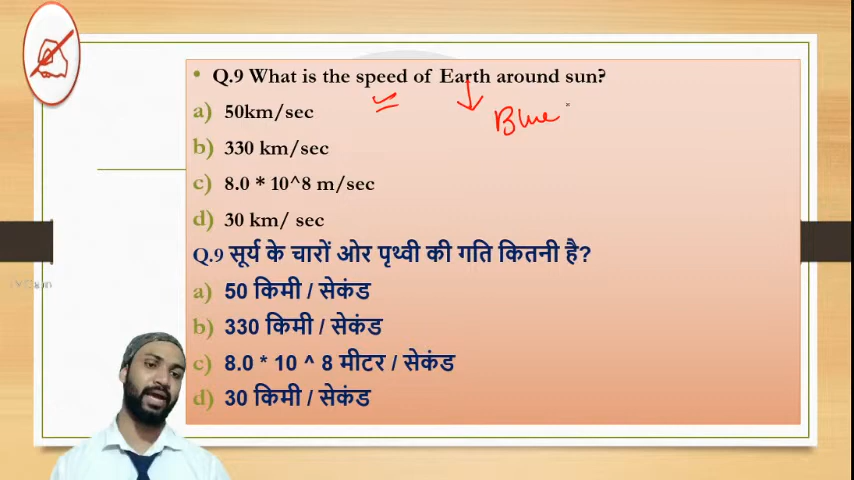 • Q.9 What is the speed of Earth around sun?
a) 50km/sec
Blue
b) 330 km/sec
c) 8.0 * 10^8 m/sec
d) 30 km/ sec
Q.9 सूर्य के चारों ओर पृथ्वी की गति कितनी है?
a) 50 किमी / सेकंड
b) 330 किमी / सेकंड
c) 8.0 * 10 ^ 8 मीटर / सेकंड
d) 30 किमी / सेकंड